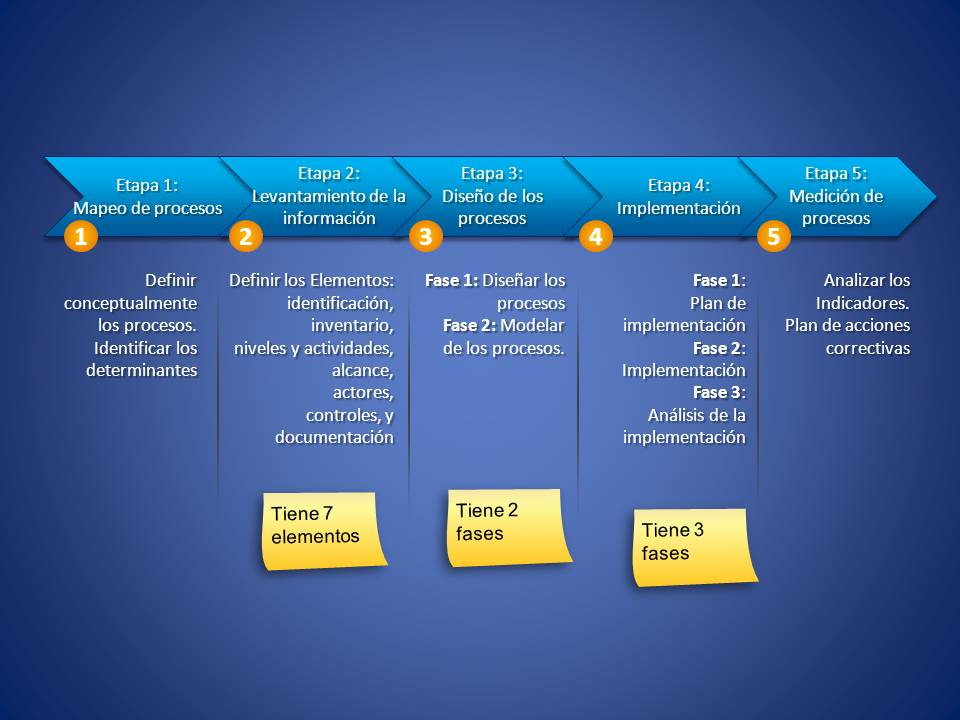 Etapa 1:
Mapeo de procesos
1
Etapa 2:
Levantamiento de la
información
2
Etapa 3:
Diseño de los
procesos
3
Etapa 4:
Implementación
4
Etapa 5:
Medición de
procesos
5
Definir
conceptualmente
los procesos.
Identificar los
determinantes
Definir los Elementos:
identificación,
inventario,
niveles y actividades,
alcance,
actores,
controles, y
documentación
Fase 1: Diseñar los
procesos
Fase 2: Modelar
de los procesos.
Fase 1:
Plan de
implementación
Fase 2:
Implementación
Fase 3:
Análisis de la
implementación
Analizar los
Indicadores.
Plan de acciones
correctivas
Tiene 7
elementos
Tiene 2
fases
Tiene 3
fases